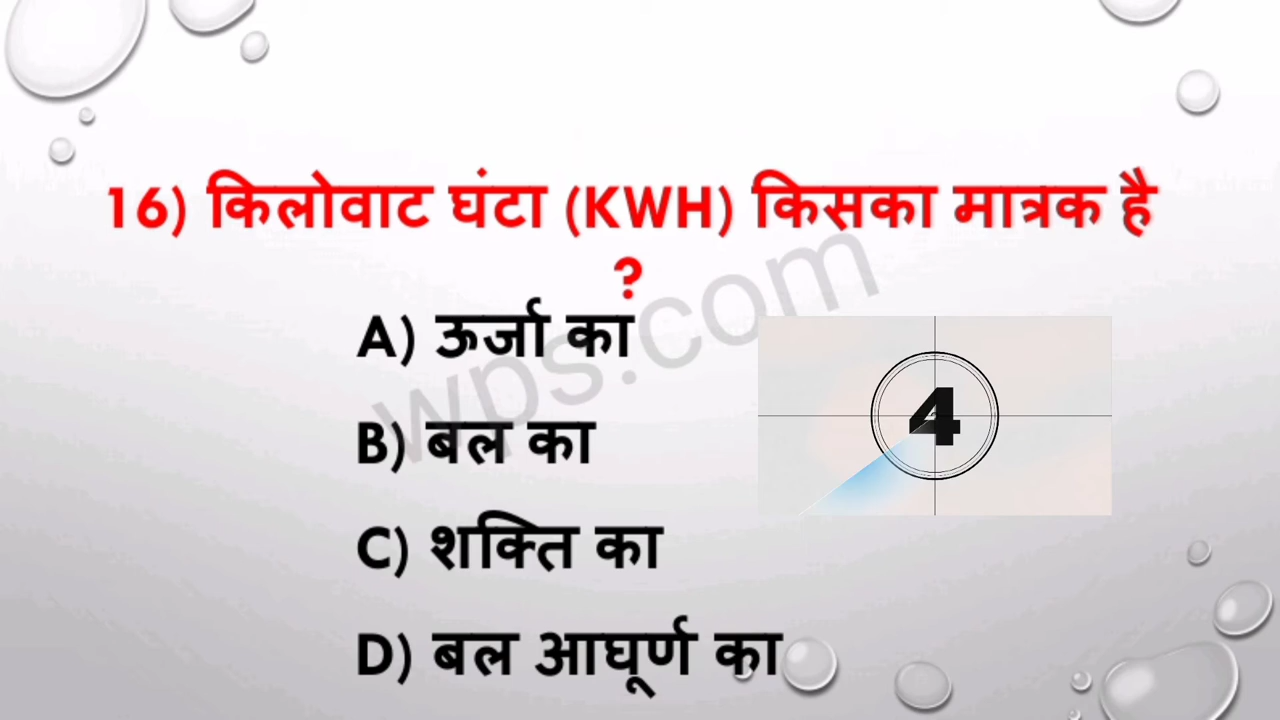 16) किलोवाट घंटा (KWH) किसका मात्रक है
?
A) ऊर्जा का
B) बल का
4
C) शक्ति का
D) बल आघूर्ण का
wps.com